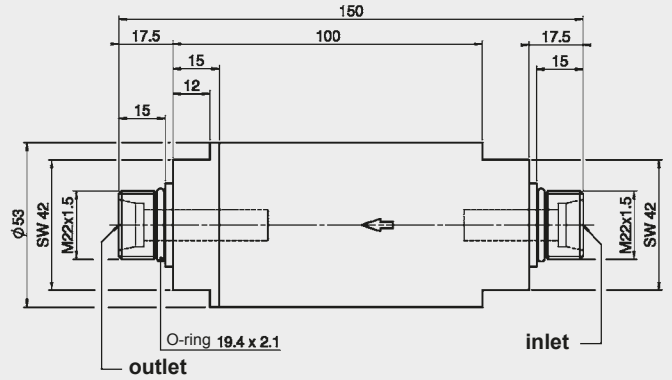 150
17.5
100
17.5
15
15
12
15
ϕ53
SW 42
M22x1.5
M22x1.5
SW 42
O-ring 19.4 x 2.1
inlet
outlet